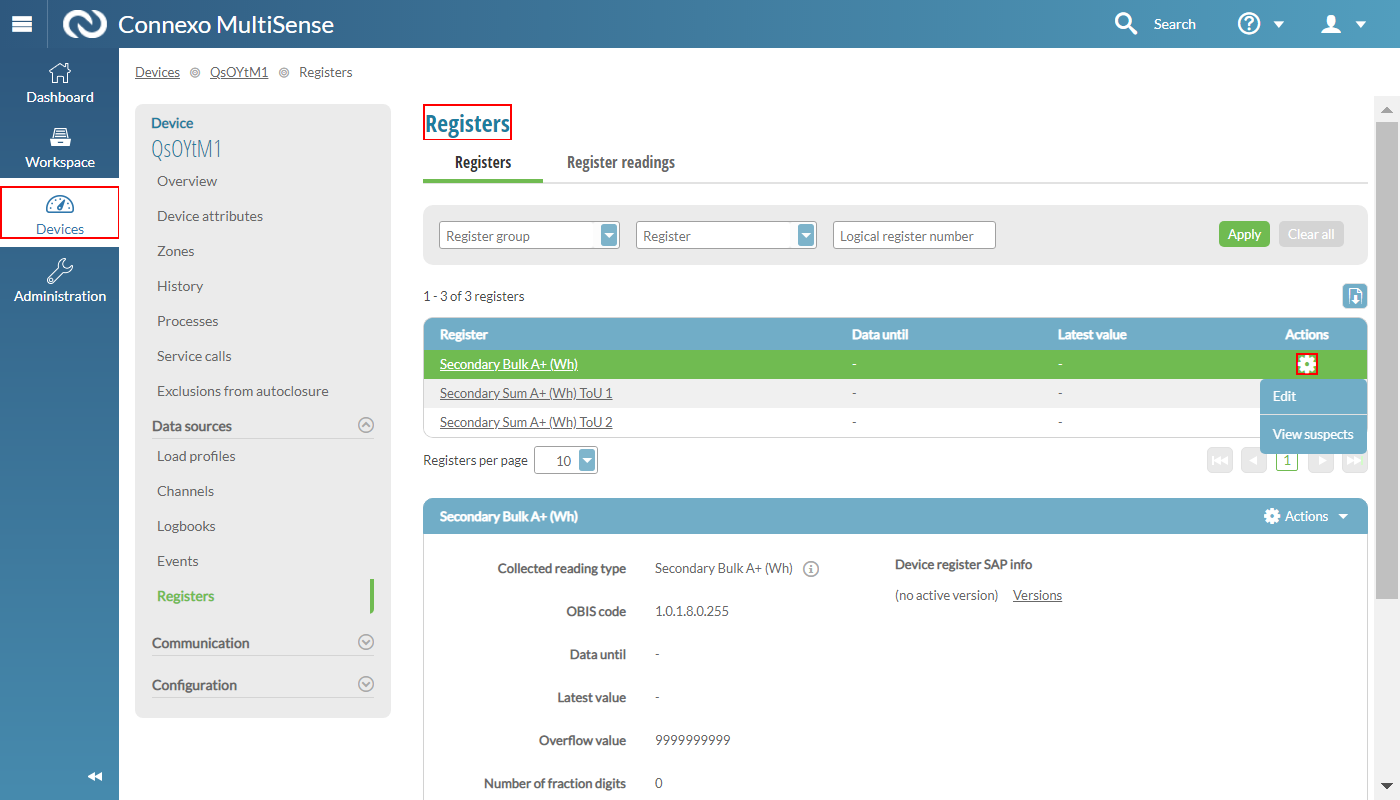 Connexo MultiSense
Search
Dashboard
Workspace
Devices
Administration
Devices QsOYtM1 Registers
Device
QsOYtM1
Overview
Device attributes
Zones
History
Processes
Service calls
Exclusions from autoclosure
Data sources
Load profiles
Channels
Logbooks
Events
Registers
Communication
Configuration
Registers
Registers Register readings
Register group Register Logical register number Apply Clear all
1 - 3 of 3 registers
Register Data until Latest value Actions
Secondary Bulk A+ (Wh) - -
Secondary Sum A+ (Wh) ToU 1 - -
Secondary Sum A+ (Wh) ToU 2 - -
Edit
View suspects
Registers per page 10 1
Secondary Bulk A+ (Wh) Actions
Collected reading type Secondary Bulk A+ (Wh)
OBIS code 1.0.1.8.0.255
Data until -
Latest value -
Overflow value 9999999999
Number of fraction digits 0
Device register SAP info
(no active version) Versions